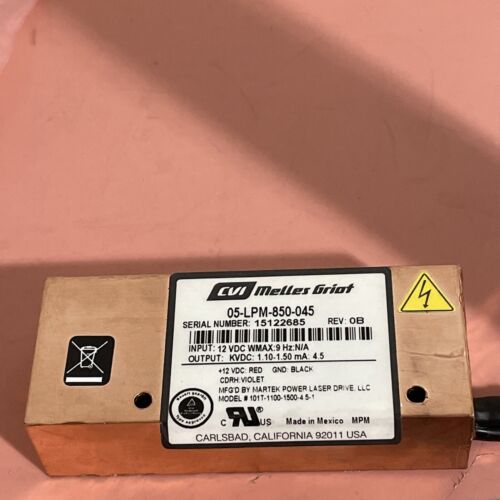 CVI Melles Griot
05-LPM-850-045
SERIAL NUMBER: 15122685 REV: 0B
INPUT: 12 VDC WMAX:9 Hz:N/A
OUTPUT: KVDC: 1.10-1.50 mA: 4.5
+12 VDC: RED GND: BLACK
CDRH:VIOLET
MFG'D BY MARTEK POWER LASER DRIVE, LLC
MODEL # 101T-1100-1500-4.5-1
C RU US Made in Mexico MPM
CARLSBAD, CALIFORNIA 92011 USA